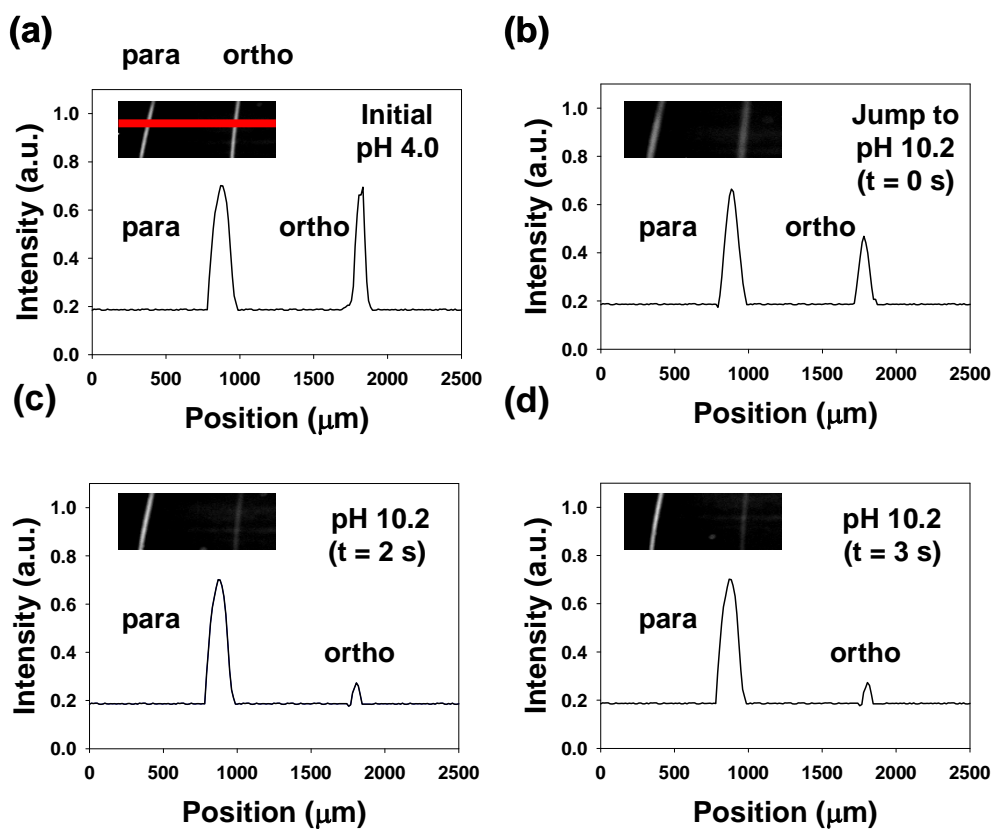 (a)
para ortho
Intensity (a.u.)
1.0
0.8
0.6
0.4
0.2
0.0
Initial
pH 4.0
para
ortho
0 500 1000 1500 2000 2500
Position (μm)
(b)
Intensity (a.u.)
1.0
0.8
0.6
0.4
0.2
0.0
Jump to
pH 10.2
(t = 0 s)
para
ortho
0 500 1000 1500 2000 2500
Position (μm)
(c)
Intensity (a.u.)
1.0
0.8
0.6
0.4
0.2
0.0
pH 10.2
(t = 2 s)
para
ortho
0 500 1000 1500 2000 2500
Position (μm)
(d)
Intensity (a.u.)
1.0
0.8
0.6
0.4
0.2
0.0
pH 10.2
(t = 3 s)
para
ortho
0 500 1000 1500 2000 2500
Position (μm)